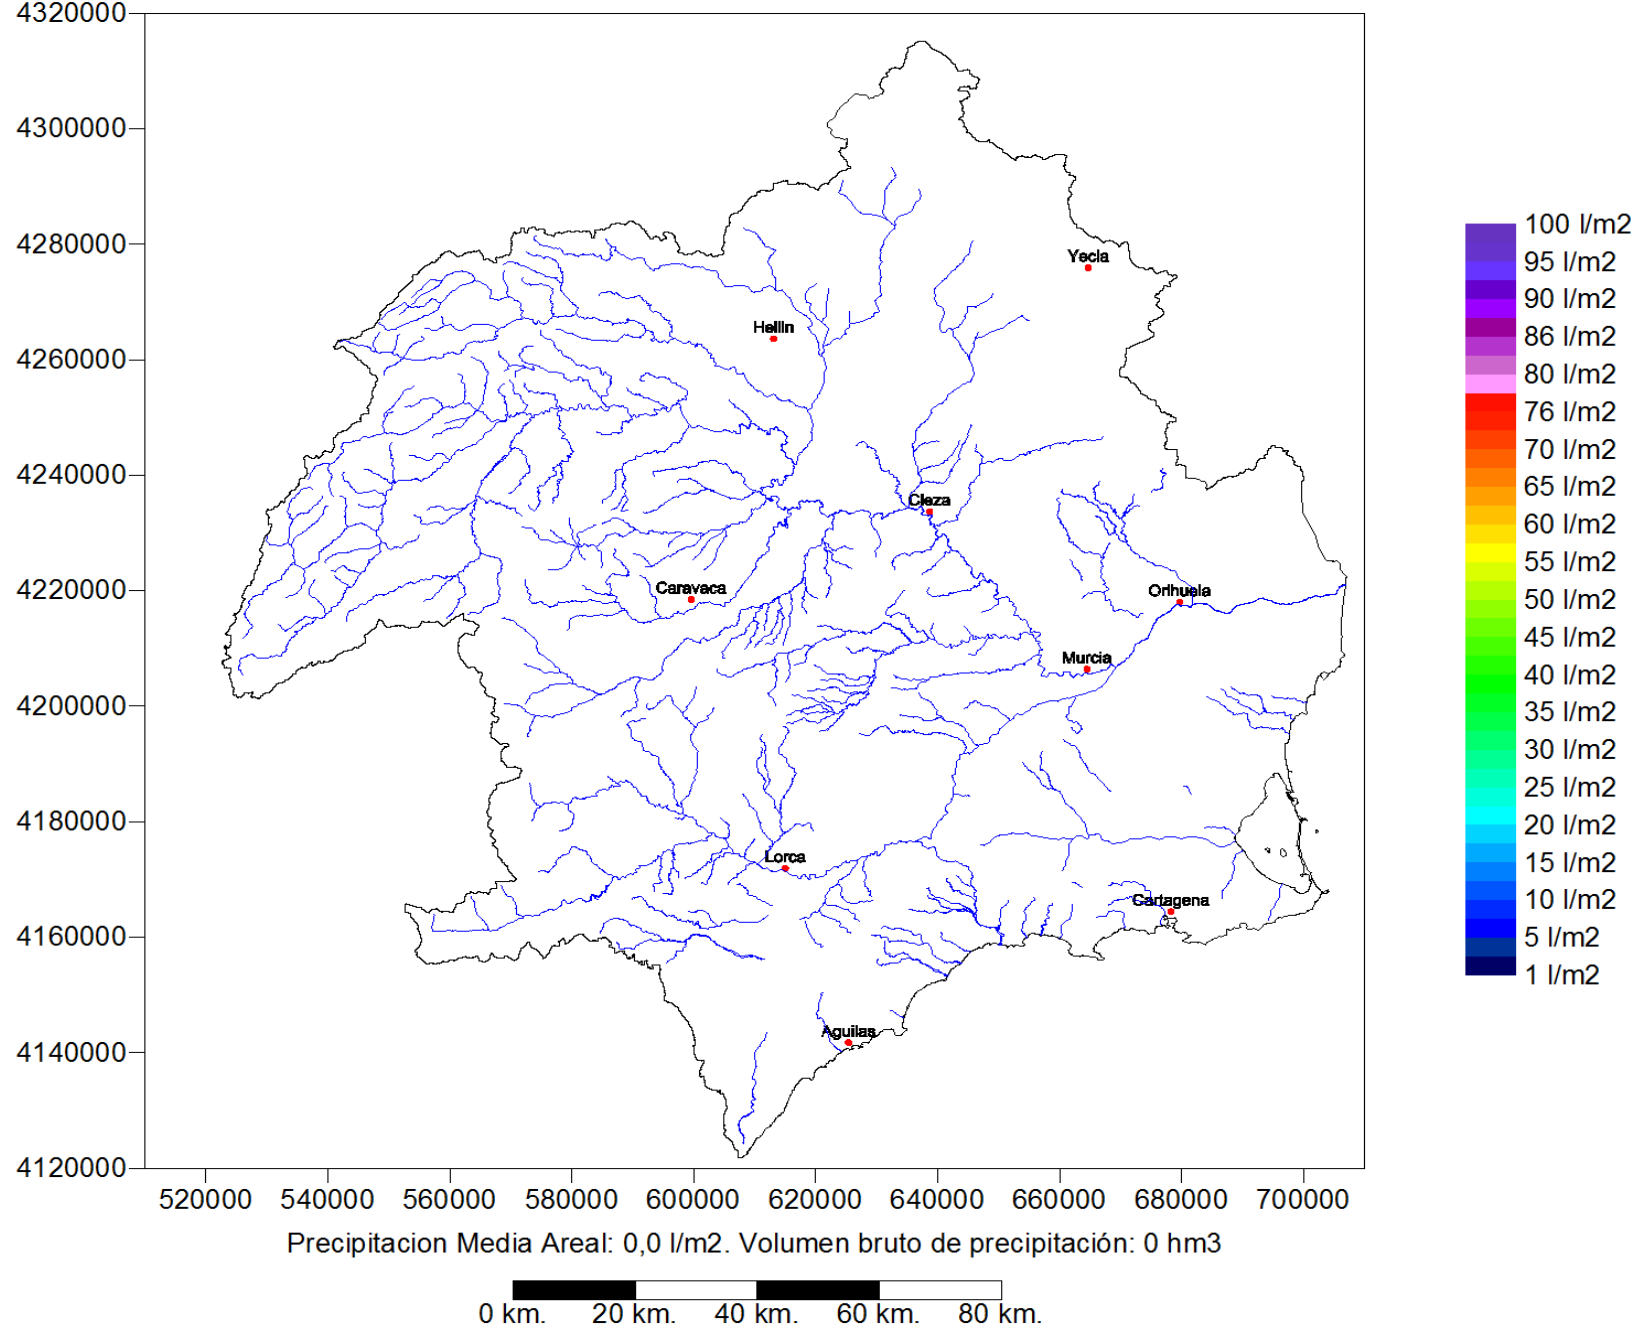 4320000
4300000
4280000
4260000
4240000
4220000
4200000
4180000
4160000
4140000
4120000
520000 540000 560000 580000 600000 620000 640000 660000 680000 700000
Yecla
Hellin
Cieza
Caravaca
Orihuela
Murcia
Lorca
Cartagena
Aguilas
100 l/m2
95 l/m2
90 l/m2
86 l/m2
80 l/m2
76 l/m2
70 l/m2
65 l/m2
60 l/m2
55 l/m2
50 l/m2
45 l/m2
40 l/m2
35 l/m2
30 l/m2
25 l/m2
20 l/m2
15 l/m2
10 l/m2
5 l/m2
1 l/m2
Precipitacion Media Areal: 0,0 l/m2. Volumen bruto de precipitación: 0 hm3
0 km. 20 km. 40 km. 60 km. 80 km.